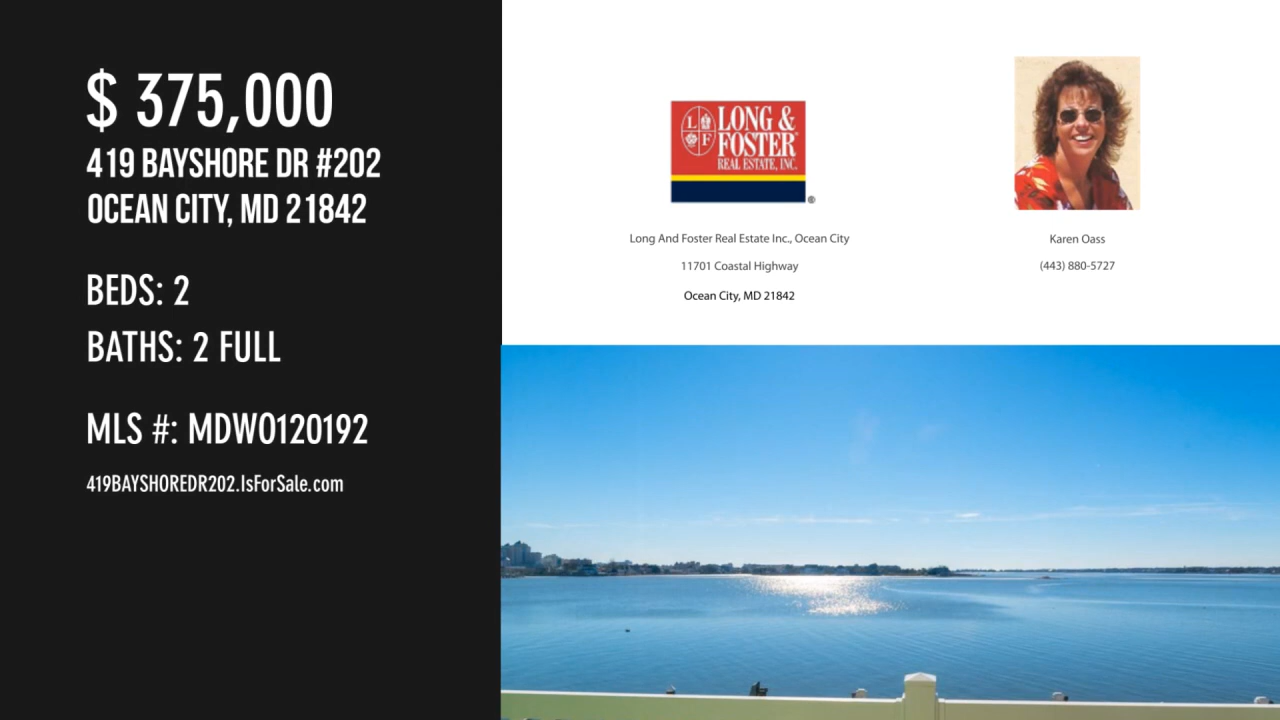 $ 375,000
419 BAYSHORE DR #202
OCEAN CITY, MD 21842
BEDS: 2
BATHS: 2 FULL
MLS #: MDWO120192
419BAYSHOREDR202.IsForSale.com
L F
LONG &
FOSTER
REAL ESTATE, INC.
®
Long And Foster Real Estate Inc., Ocean City
11701 Coastal Highway
Ocean City, MD 21842
Karen Oass
(443) 880-5727